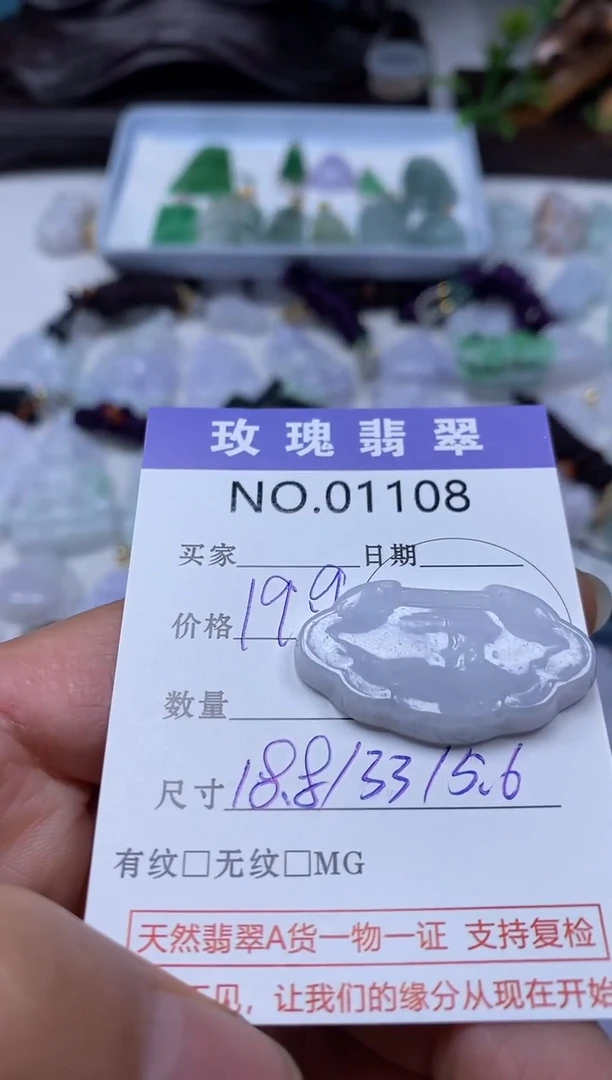 玫瑰翡翠
NO.01108
买家 日期
价格 199
数量
尺寸 18.8/33/5.6
有纹□无纹□MG
天然翡翠A货一物一证 支持复检
见，让我们的缘分从现在开始